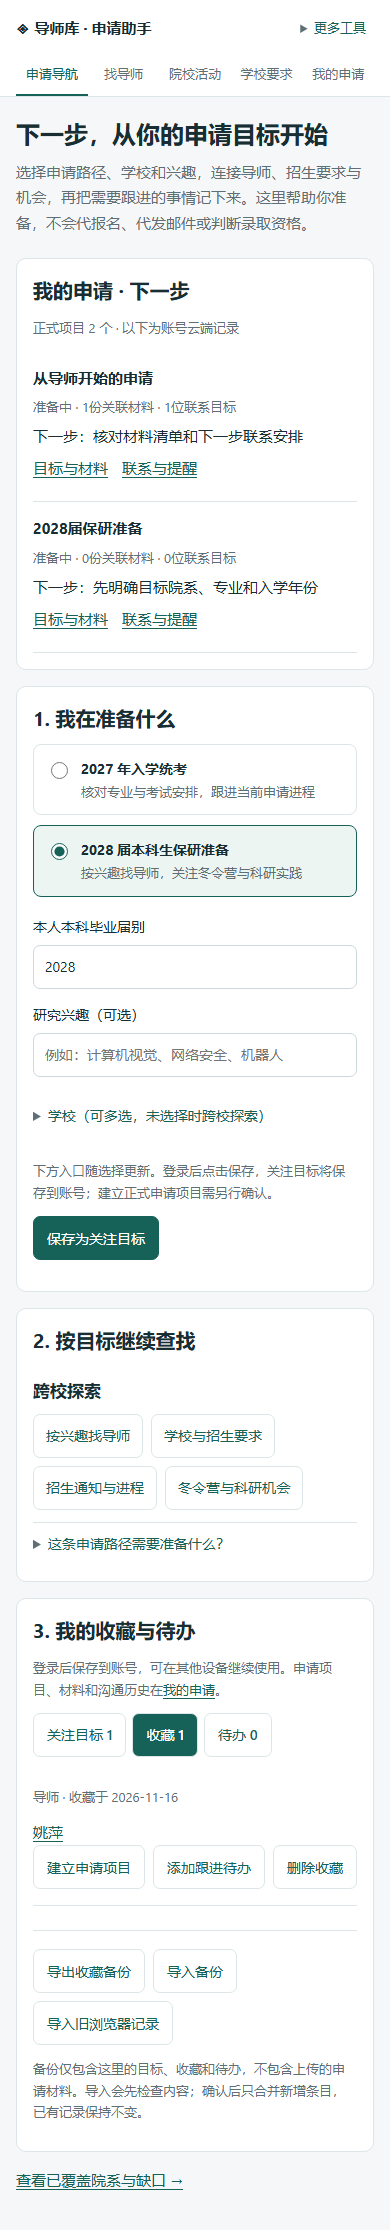 ◈ 导师库 · 申请助手
▶ 更多工具
申请导航 找导师 院校活动 学校要求 我的申请
下一步，从你的申请目标开始
选择申请路径、学校和兴趣，连接导师、招生要求与
机会，再把需要跟进的事情记下来。这里帮助你准
备，不会代报名、代发邮件或判断录取资格。
我的申请 · 下一步
正式项目 2 个 · 以下为账号云端记录
从导师开始的申请
准备中 · 1份关联材料 · 1位联系目标
下一步：核对材料清单和下一步联系安排
目标与材料 联系与提醒
2028届保研准备
准备中 · 0份关联材料 · 0位联系目标
下一步：先明确目标院系、专业和入学年份
目标与材料 联系与提醒
1. 我在准备什么
2027 年入学统考
核对专业与考试安排，跟进当前申请进程
2028 届本科生保研准备
按兴趣找导师，关注冬令营与科研实践
本人本科毕业届别
2028
研究兴趣（可选）
例如：计算机视觉、网络安全、机器人
▶ 学校（可多选，未选择时跨校探索）
下方入口随选择更新。登录后点击保存，关注目标将保
存到账号；建立正式申请项目需另行确认。
保存为关注目标
2. 按目标继续查找
跨校探索
按兴趣找导师 学校与招生要求
招生通知与进程 冬令营与科研机会
▶ 这条申请路径需要准备什么？
3. 我的收藏与待办
登录后保存到账号，可在其他设备继续使用。申请项
目、材料和沟通历史在我的申请。
关注目标 1 收藏 1 待办 0
导师 · 收藏于 2026-11-16
姚萍
建立申请项目 添加跟进待办 删除收藏
导出收藏备份 导入备份
导入旧浏览器记录
备份仅包含这里的目标、收藏和待办，不包含上传的申
请材料。导入会先检查内容；确认后只合并新增条目，
已有记录保持不变。
查看已覆盖院系与缺口 →